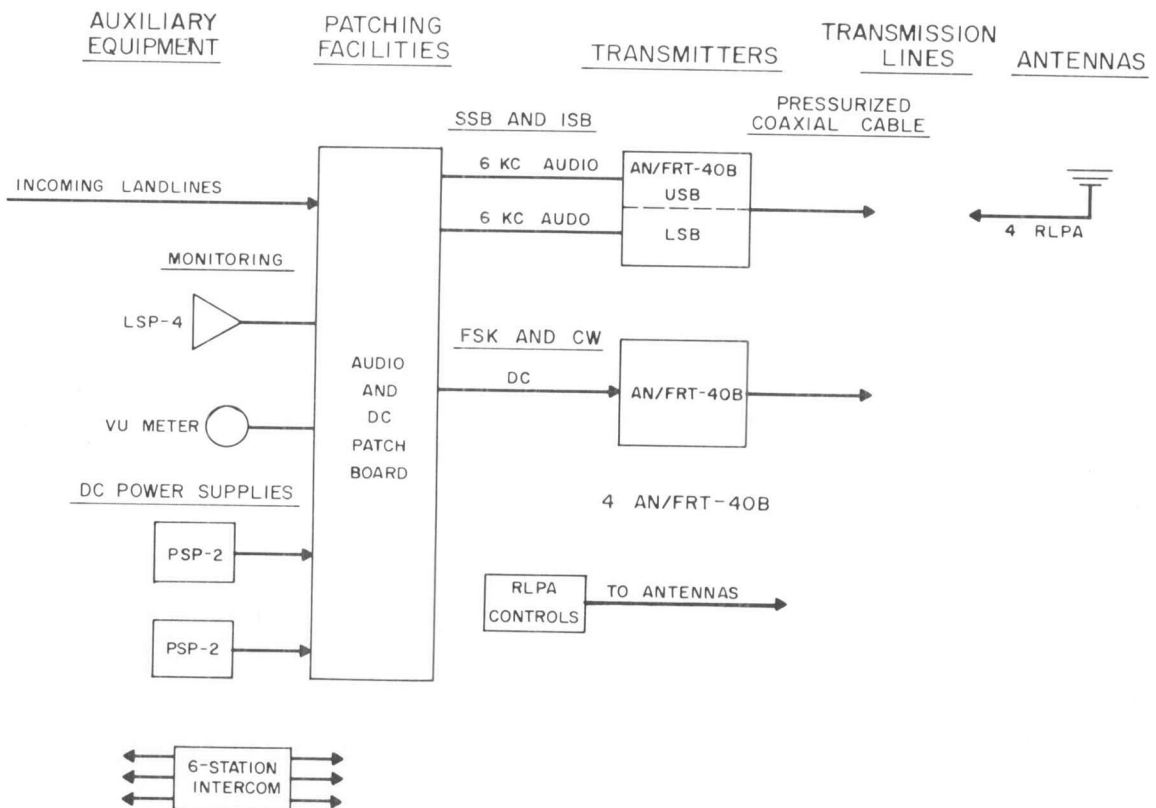 AUXILIARY
EQUIPMENT
PATCHING
FACILITIES
TRANSMITTERS
TRANSMISSION
LINES
ANTENNAS
PRESSURIZED
COAXIAL CABLE
SSB AND ISB
6 KC AUDIO
AN/FRT-40B
USB
INCOMING LANDLINES
6 KC AUDO
LSB
4 RLPA
MONITORING
LSP-4
FSK AND CW
DC
AN/FRT-40B
AUDIO
AND
DC
PATCH
BOARD
VU METER
DC POWER SUPPLIES
4 AN/FRT-40B
PSP-2
RLPA
CONTROLS
TO ANTENNAS
PSP-2
6-STATION
INTERCOM